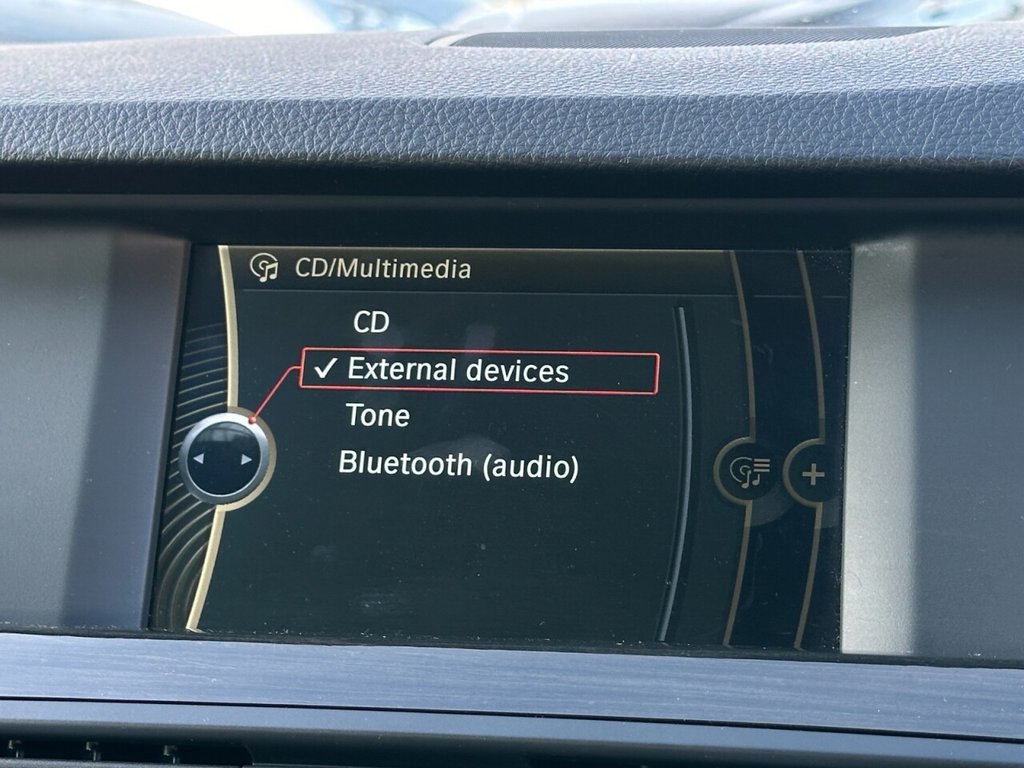 CD/Multimedia
CD
✓ External devices
Tone
Bluetooth (audio)